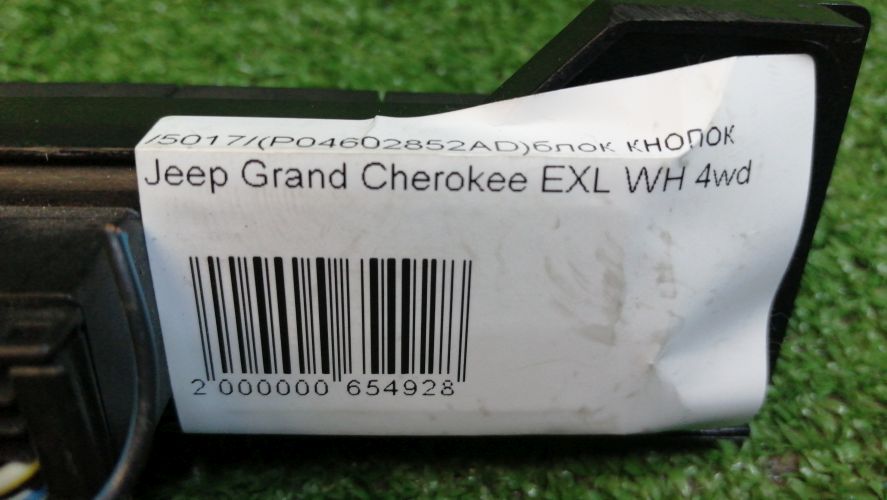 /5017/(P04602852AD)блок кнопок
Jeep Grand Cherokee EXL WH 4wd
2 000000 654928